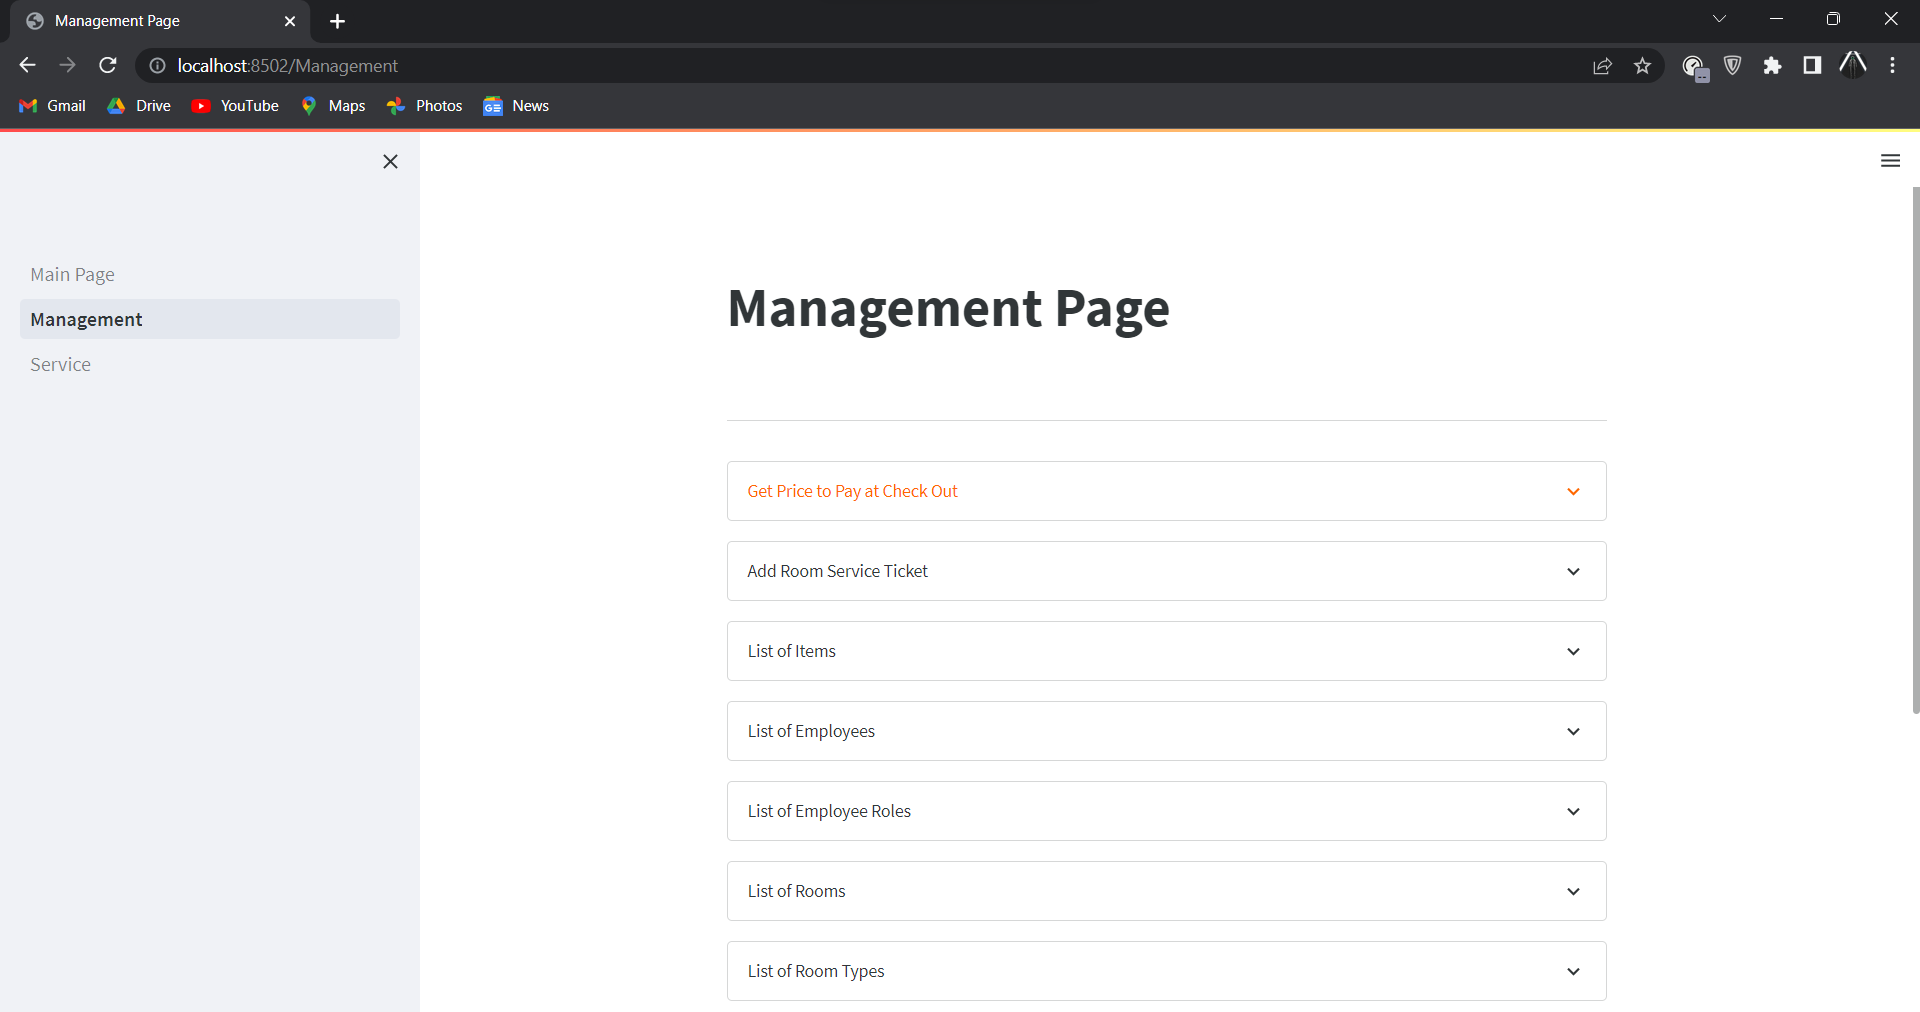 Management Page
localhost:8502/Management
Gmail Drive YouTube Maps Photos GE News
Main Page
Management
Service
Management Page
Get Price to Pay at Check Out
Add Room Service Ticket
List of Items
List of Employees
List of Employee Roles
List of Rooms
List of Room Types